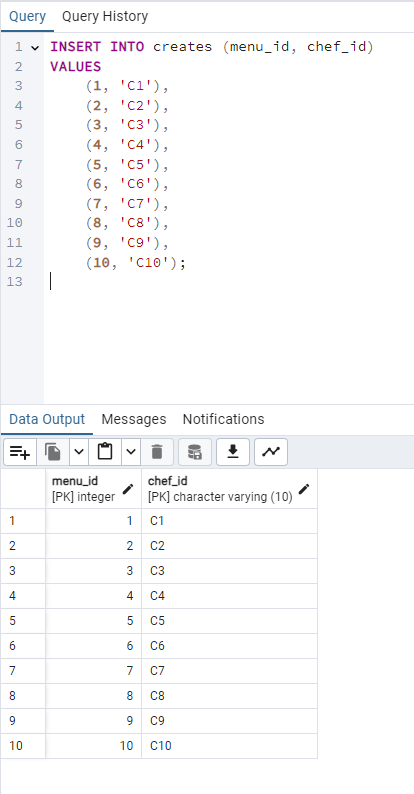 Query Query History
1 INSERT INTO creates (menu_id, chef_id)
2 VALUES
3 (1, 'C1'),
4 (2, 'C2'),
5 (3, 'C3'),
6 (4, 'C4'),
7 (5, 'C5'),
8 (6, 'C6'),
9 (7, 'C7'),
10 (8, 'C8'),
11 (9, 'C9'),
12 (10, 'C10');
13
Data Output Messages Notifications
menu_id chef_id
[PK] integer [PK] character varying (10)
1 1 C1
2 2 C2
3 3 C3
4 4 C4
5 5 C5
6 6 C6
7 7 C7
8 8 C8
9 9 C9
10 10 C10